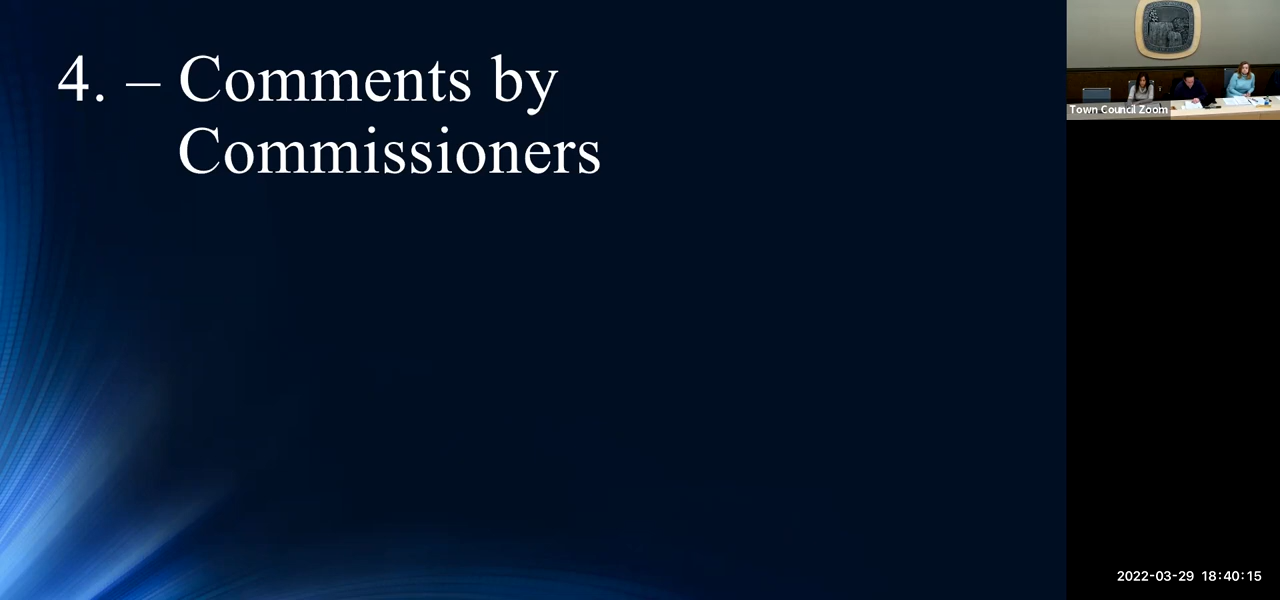 4. – Comments by
Commissioners
Town Council Zoom
2022-03-29 18:40:15